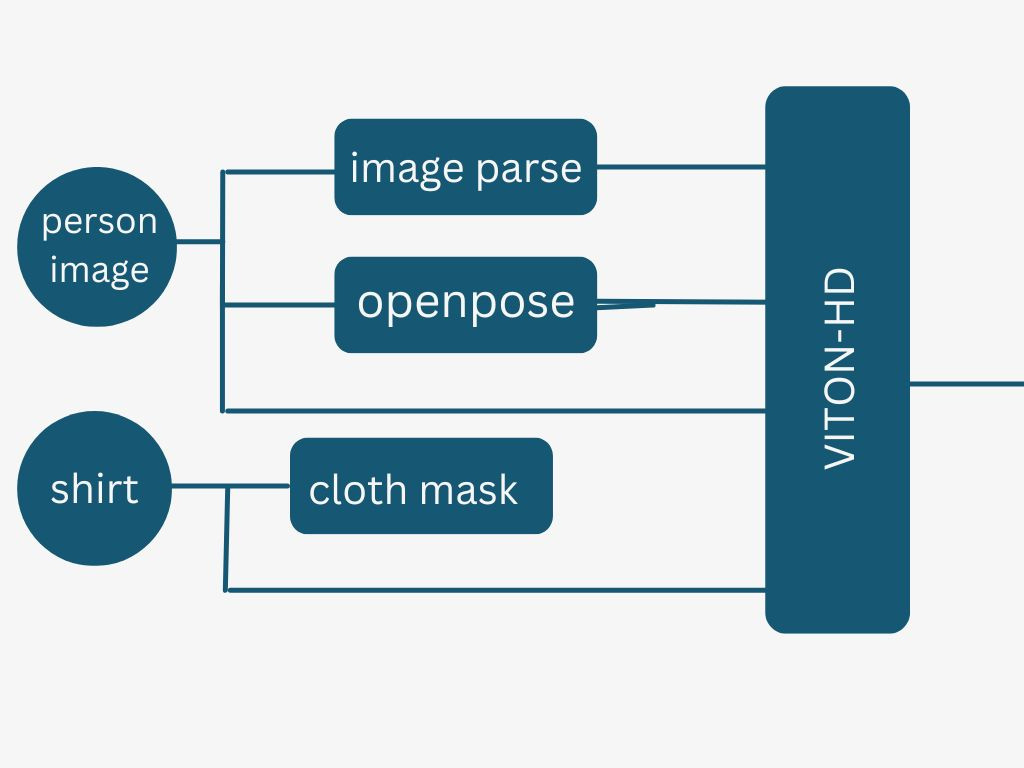 person
image
image parse
openpose
shirt
cloth mask
VITON-HD